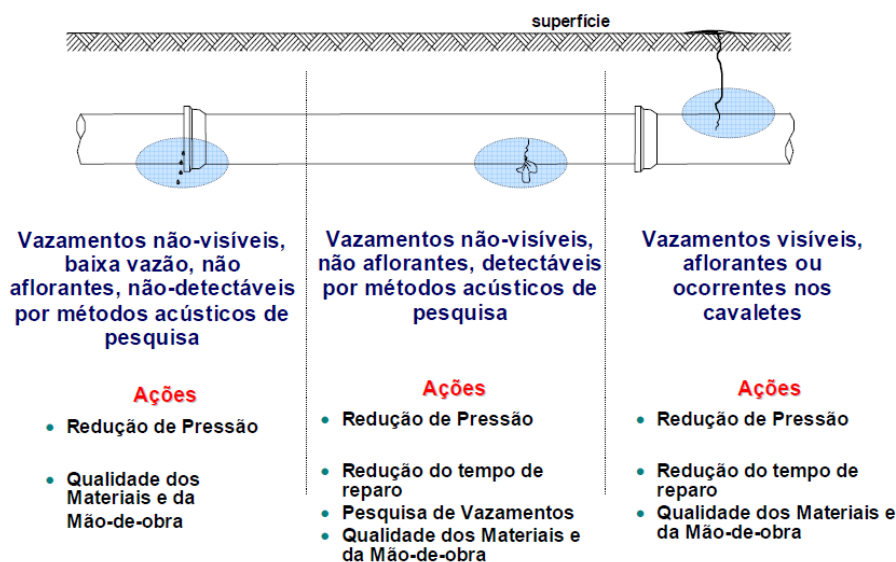 superfície
Vazamentos não-visíveis,
baixa vazão, não
aflorantes, não-detectáveis
por métodos acústicos de
pesquisa
Ações
• Redução de Pressão
• Qualidade dos
Materiais e da
Mão-de-obra
Vazamentos não-visíveis,
não aflorantes, detectáveis
por métodos acústicos de
pesquisa
Ações
• Redução de Pressão
• Redução do tempo de
reparo
• Pesquisa de Vazamentos
• Qualidade dos Materiais e
da Mão-de-obra
Vazamentos visíveis,
aflorantes ou
ocorrentes nos
cavaletes
Ações
• Redução de Pressão
• Redução do tempo de
reparo
• Qualidade dos Materiais e
da Mão-de-obra